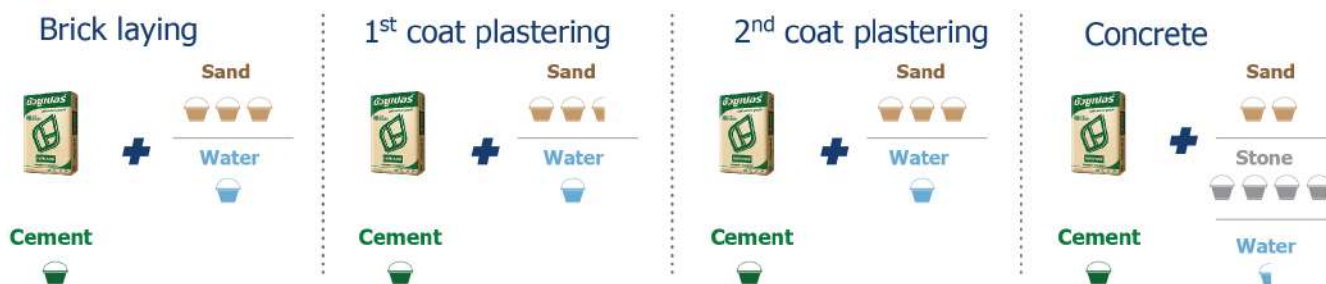 Brick laying
Sand
Water
Cement
1st coat plastering
Sand
Water
Cement
2nd coat plastering
Sand
Water
Cement
Concrete
Sand
Stone
Water
Cement